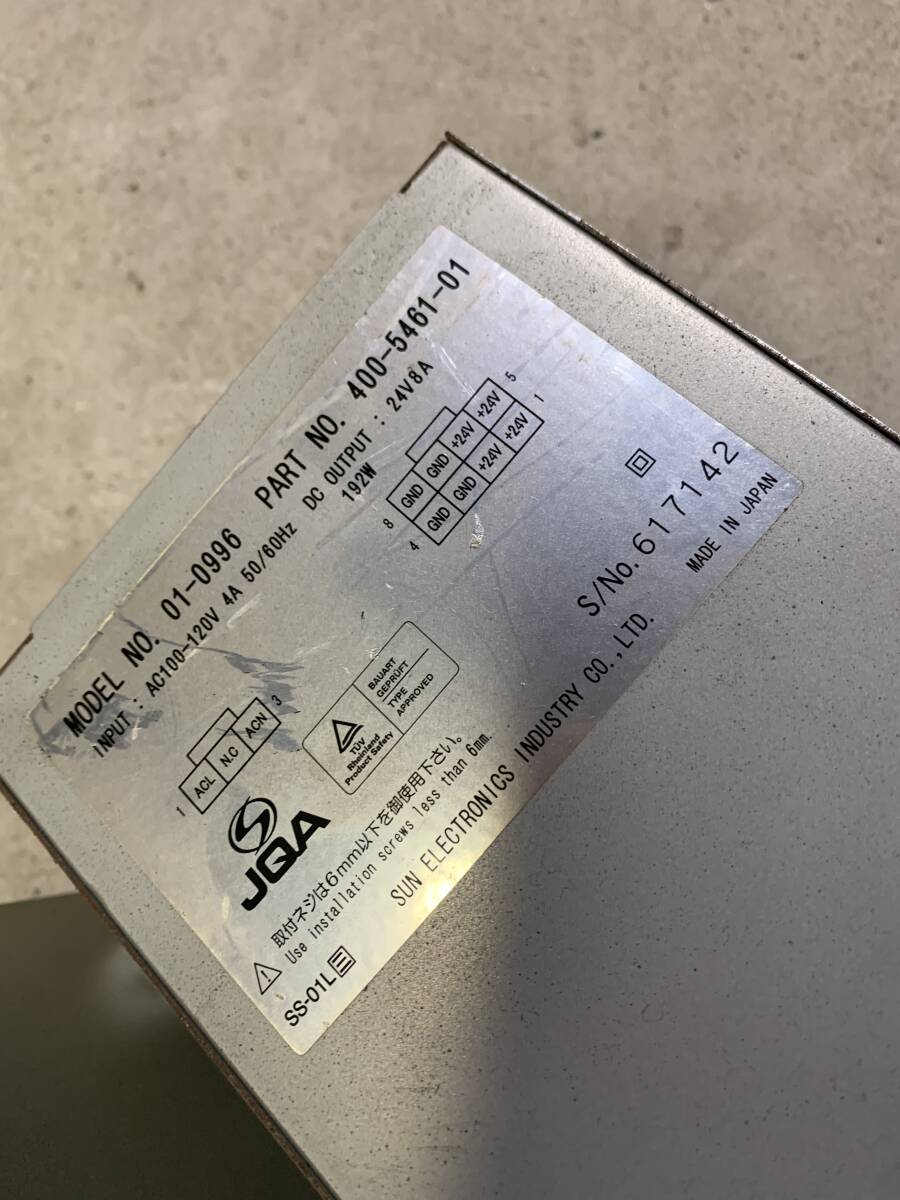 MODEL NO. 01-0996 PART NO. 400-5461-01
INPUT : AC100-120V 4A 50/60Hz DC OUTPUT : 24V8A
192W
1 3
ACL N.C ACN
8 5
GND GND +24V +24V
GND GND +24V +24V
4 1
JQA
TÜV
Rheinland
Product Safety
BAUART
GEPRÜFT
TYPE
APPROVED
取付ネジは6mm以下を御使用下さい。
Use installation screws less than 6mm.
S/No. 617142
SS-01L
SUN ELECTRONICS INDUSTRY CO., LTD.
MADE IN JAPAN